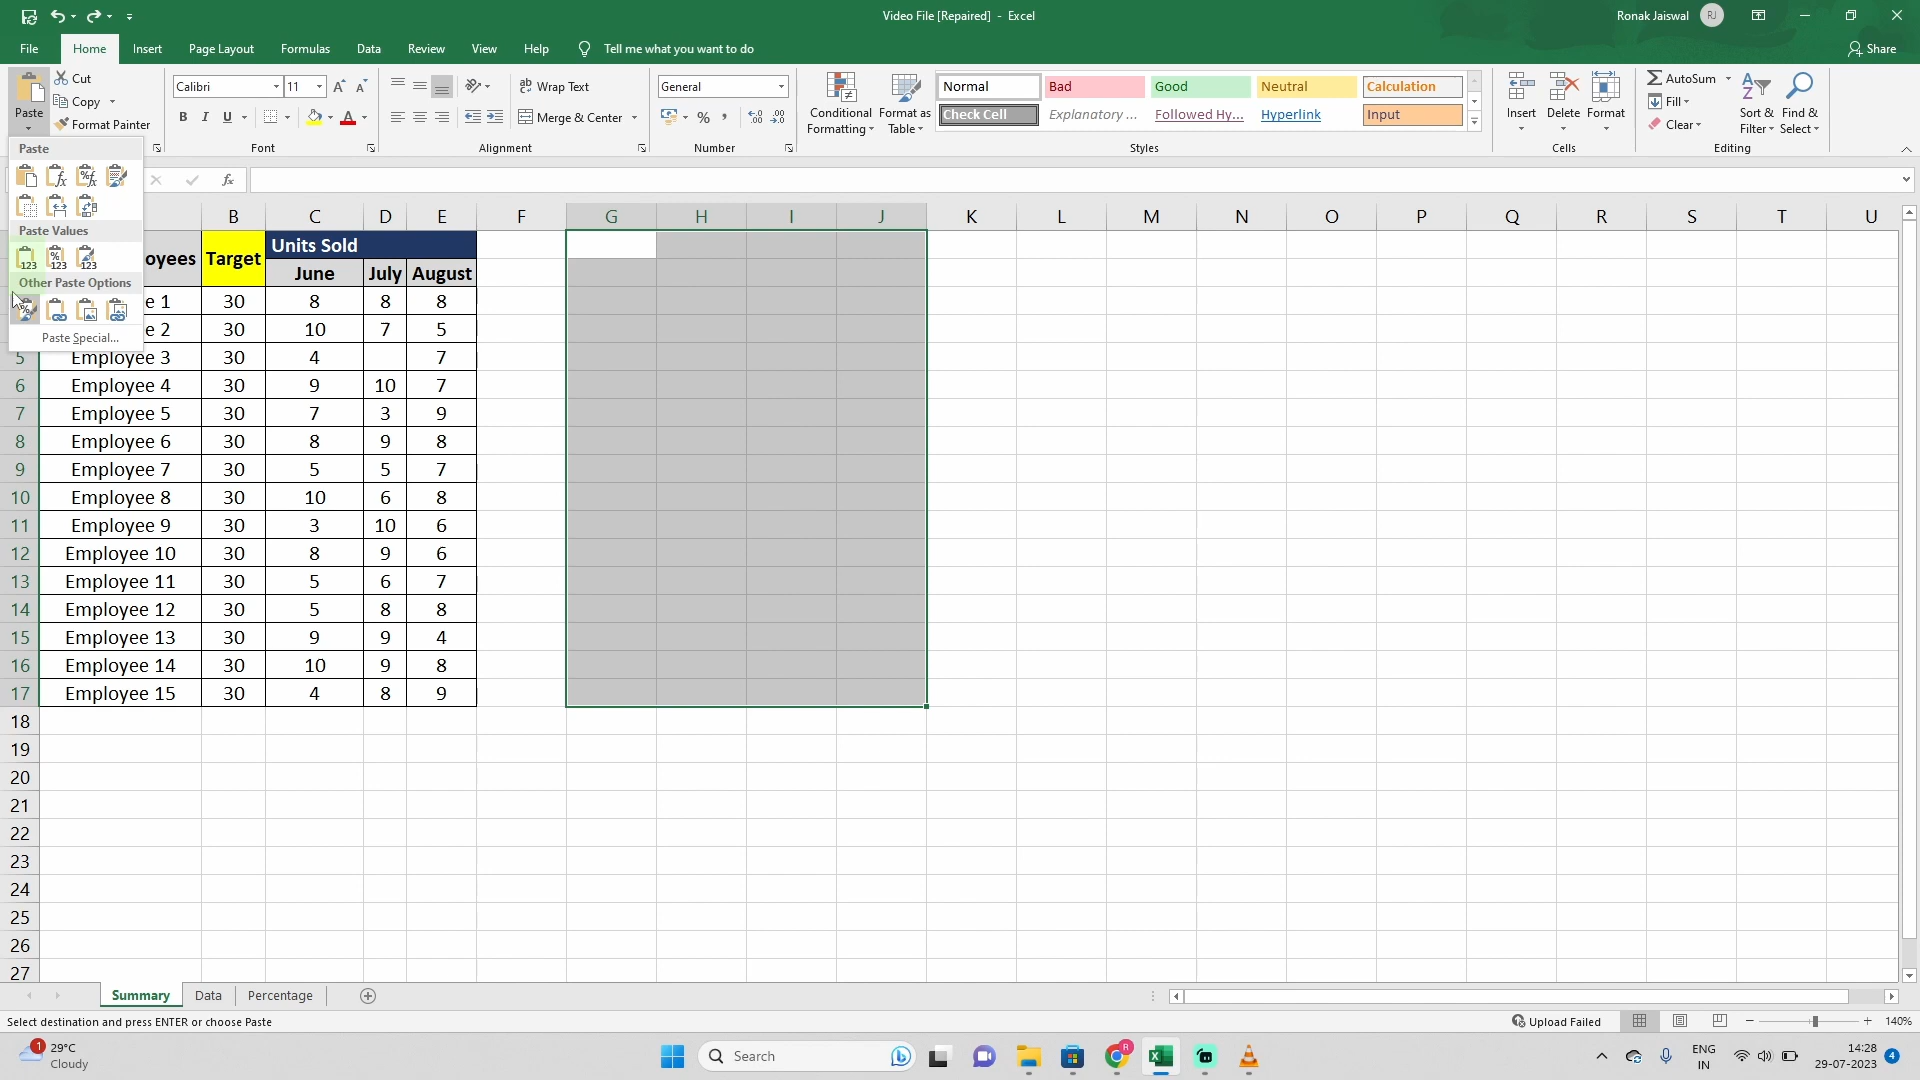 Video File [Repaired] - Excel
Ronak Jaiswal
RJ
File Home Insert Page Layout Formulas Data Review View Help Tell me what you want to do Share
Paste
Cut
Copy
Format Painter
Calibri 11
B I U
Font
Wrap Text
Merge & Center
Alignment
General
%
Number
Conditional Formatting
Format as Table
Normal Bad Good Neutral Calculation
Check Cell Explanatory ... Followed Hy... Hyperlink Input
Styles
Insert Delete Format
Cells
AutoSum
Fill
Clear
Sort & Filter
Find & Select
Editing
Paste
Paste Values
Other Paste Options
Paste Special...
fx
B C D E F G H I J K L M N O P Q R S T U
oyees Target Units Sold
June July August
e 1 30 8 8 8
e 2 30 10 7 5
5 Employee 3 30 4 7
6 Employee 4 30 9 10 7
7 Employee 5 30 7 3 9
8 Employee 6 30 8 9 8
9 Employee 7 30 5 5 7
10 Employee 8 30 10 6 8
11 Employee 9 30 3 10 6
12 Employee 10 30 8 9 6
13 Employee 11 30 5 6 7
14 Employee 12 30 5 8 8
15 Employee 13 30 9 9 4
16 Employee 14 30 10 9 8
17 Employee 15 30 4 8 9
18
19
20
21
22
23
24
25
26
27
Summary Data Percentage
Select destination and press ENTER or choose Paste
Upload Failed
140%
1
29°C
Cloudy
Search
R
ENG
IN
14:28
29-07-2023
4